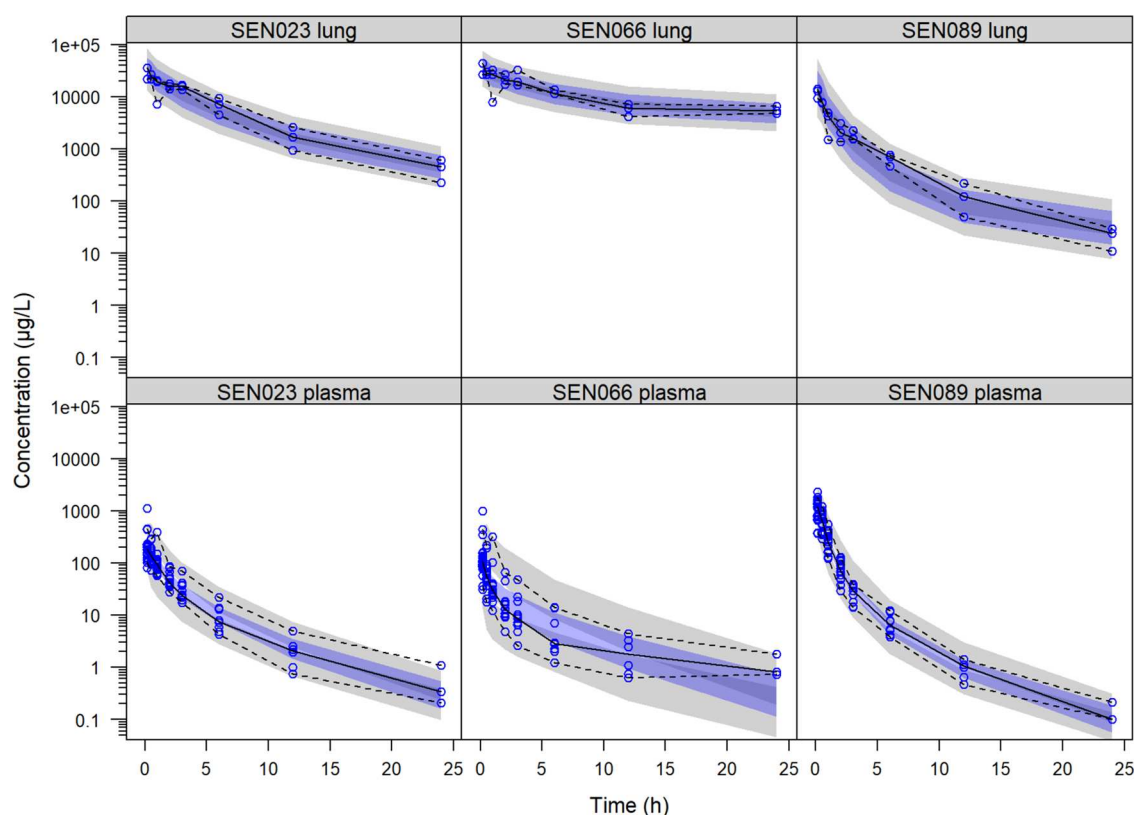 SEN023 lung SEN066 lung SEN089 lung
1e+05
10000
1000
100
10
1
0.1
Concentration (µg/L)
SEN023 plasma SEN066 plasma SEN089 plasma
1e+05
10000
1000
100
10
1
0.1
0 5 10 15 20 25 0 5 10 15 20 25 0 5 10 15 20 25
Time (h)